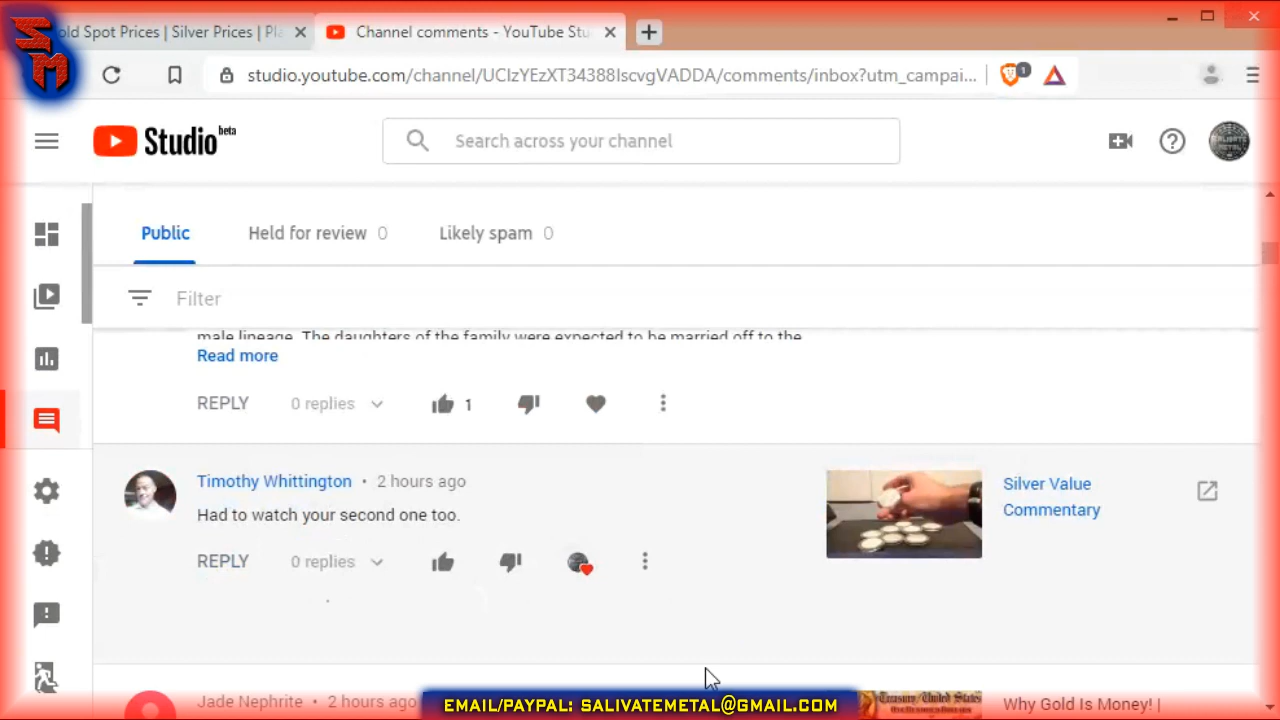 SM
old Spot Prices | Silver Prices | Pla
Channel comments - YouTube Stu
studio.youtube.com/channel/UCIzYEzXT34388IscvgVADDA/comments/inbox?utm_campai...
1
Studio beta
Search across your channel
Public
Held for review 0
Likely spam 0
Filter
male lineage. The daughters of the family were expected to be married off to the
Read more
REPLY
0 replies
1
Timothy Whittington • 2 hours ago
Had to watch your second one too.
Silver Value
Commentary
REPLY
0 replies
Jade Nephrite • 2 hours ago
Why Gold Is Money! |
EMAIL/PAYPAL: SALIVATEMETAL@GMAIL.COM